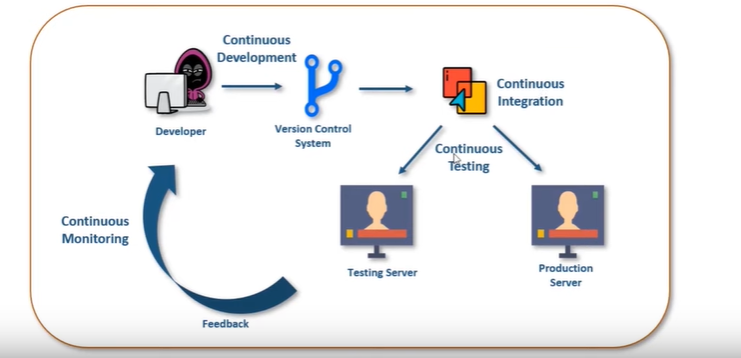 Continuous
Development
Developer
Version Control
System
Continuous
Integration
Continuous
Testing
Testing Server
Production
Server
Continuous
Monitoring
Feedback